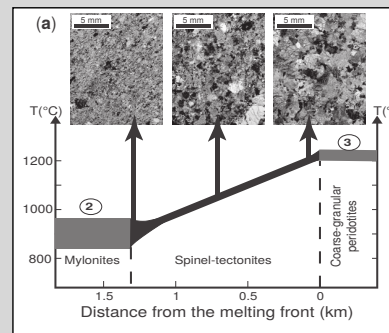 (a)
5 mm
5 mm
5 mm
T(°C)
T(°
1200
1000
800
2
3
Mylonites
Spinel-tectonites
Coarse-granular
peridotites
1.5
1
0.5
0
Distance from the melting front (km)